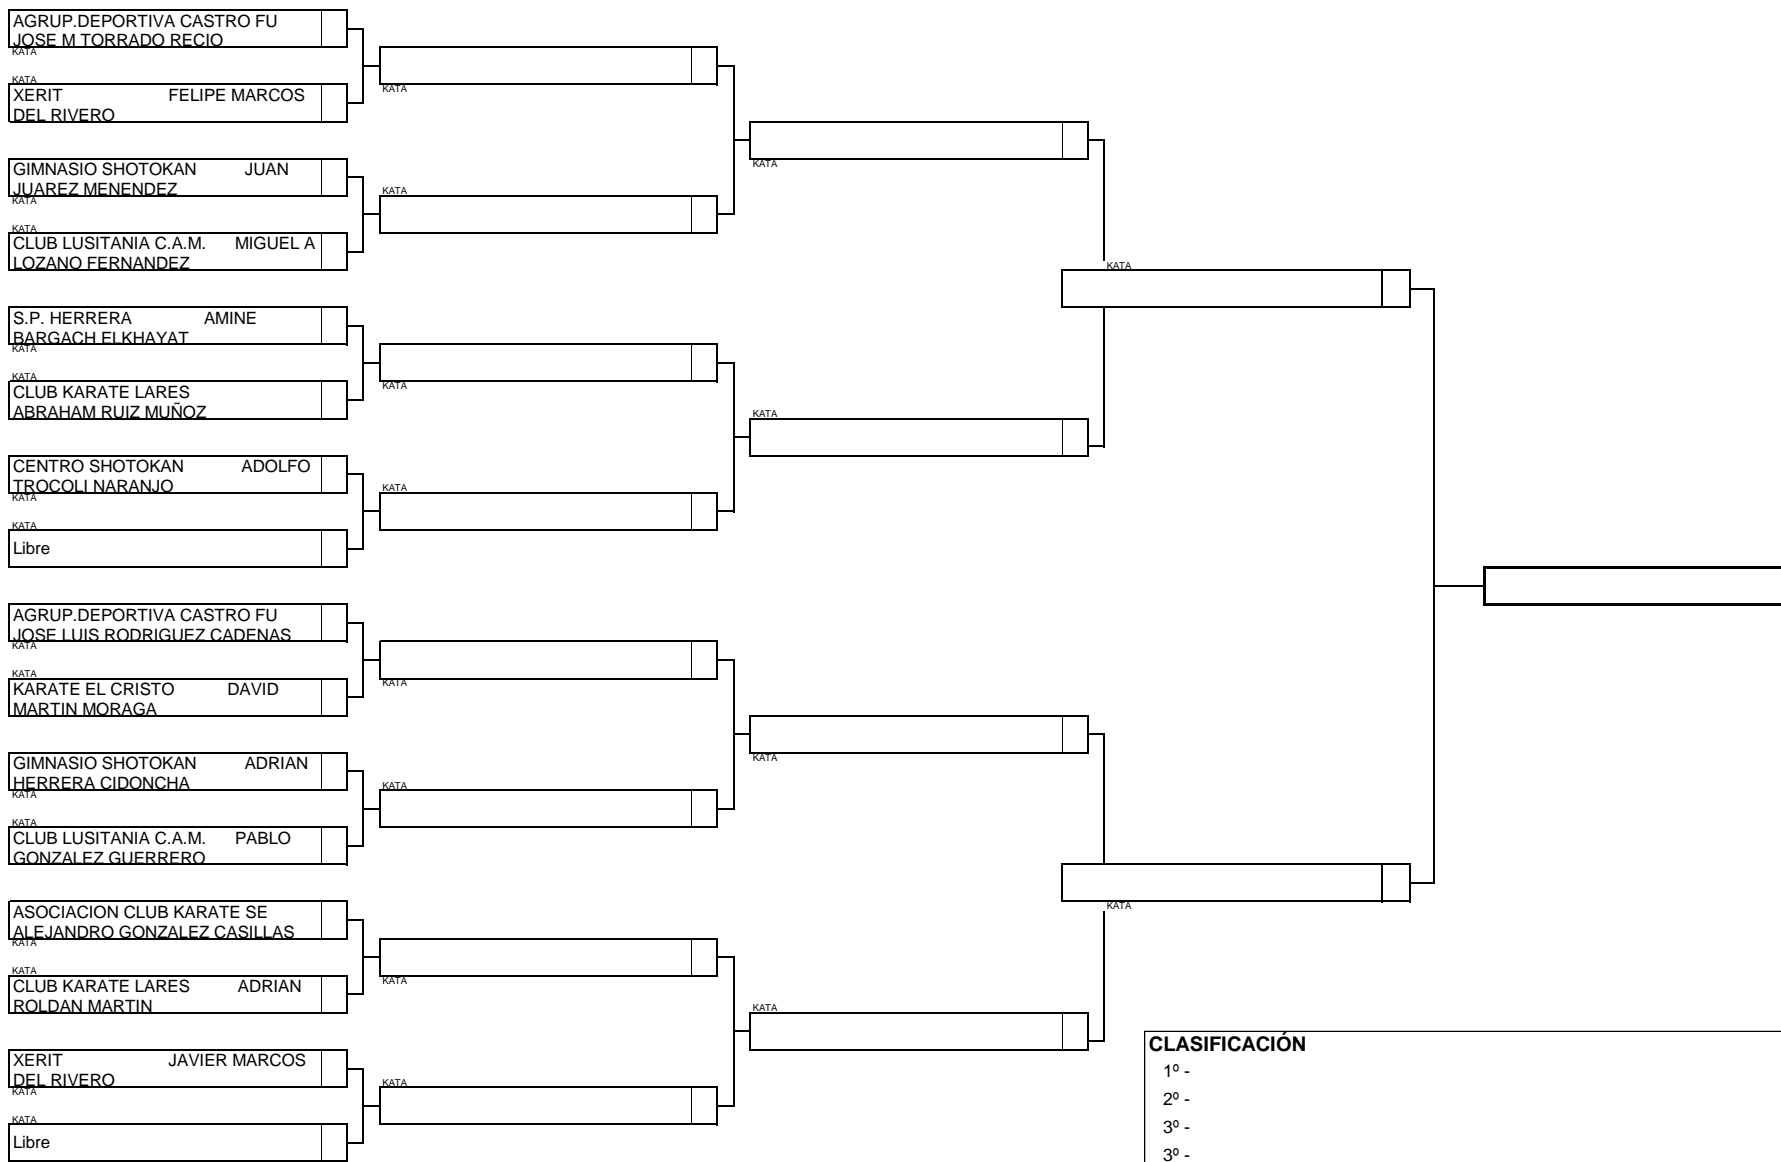 AGRUP.DEPORTIVA CASTRO FU
JOSE M TORRADO RECIO
KATA
KATA
XERIT FELIPE MARCOS
DEL RIVERO
KATA
KATA
GIMNASIO SHOTOKAN JUAN
JUAREZ MENENDEZ
KATA
KATA
KATA
CLUB LUSITANIA C.A.M. MIGUEL A
LOZANO FERNANDEZ
KATA
S.P. HERRERA AMINE
BARGACH ELKHAYAT
KATA
KATA
CLUB KARATE LARES
ABRAHAM RUIZ MUÑOZ
KATA
KATA
CENTRO SHOTOKAN ADOLFO
TROCOLI NARANJO
KATA
KATA
KATA
Libre
AGRUP.DEPORTIVA CASTRO FU
JOSE LUIS RODRIGUEZ CADENAS
KATA
KATA
KARATE EL CRISTO DAVID
MARTIN MORAGA
KATA
KATA
GIMNASIO SHOTOKAN ADRIAN
HERRERA CIDONCHA
KATA
KATA
KATA
CLUB LUSITANIA C.A.M. PABLO
GONZALEZ GUERRERO
KATA
ASOCIACION CLUB KARATE SE
ALEJANDRO GONZALEZ CASILLAS
KATA
KATA
CLUB KARATE LARES ADRIAN
ROLDAN MARTIN
KATA
KATA
XERIT JAVIER MARCOS
DEL RIVERO
KATA
KATA
KATA
Libre
CLASIFICACIÓN
1º -
2º -
3º -
3º -